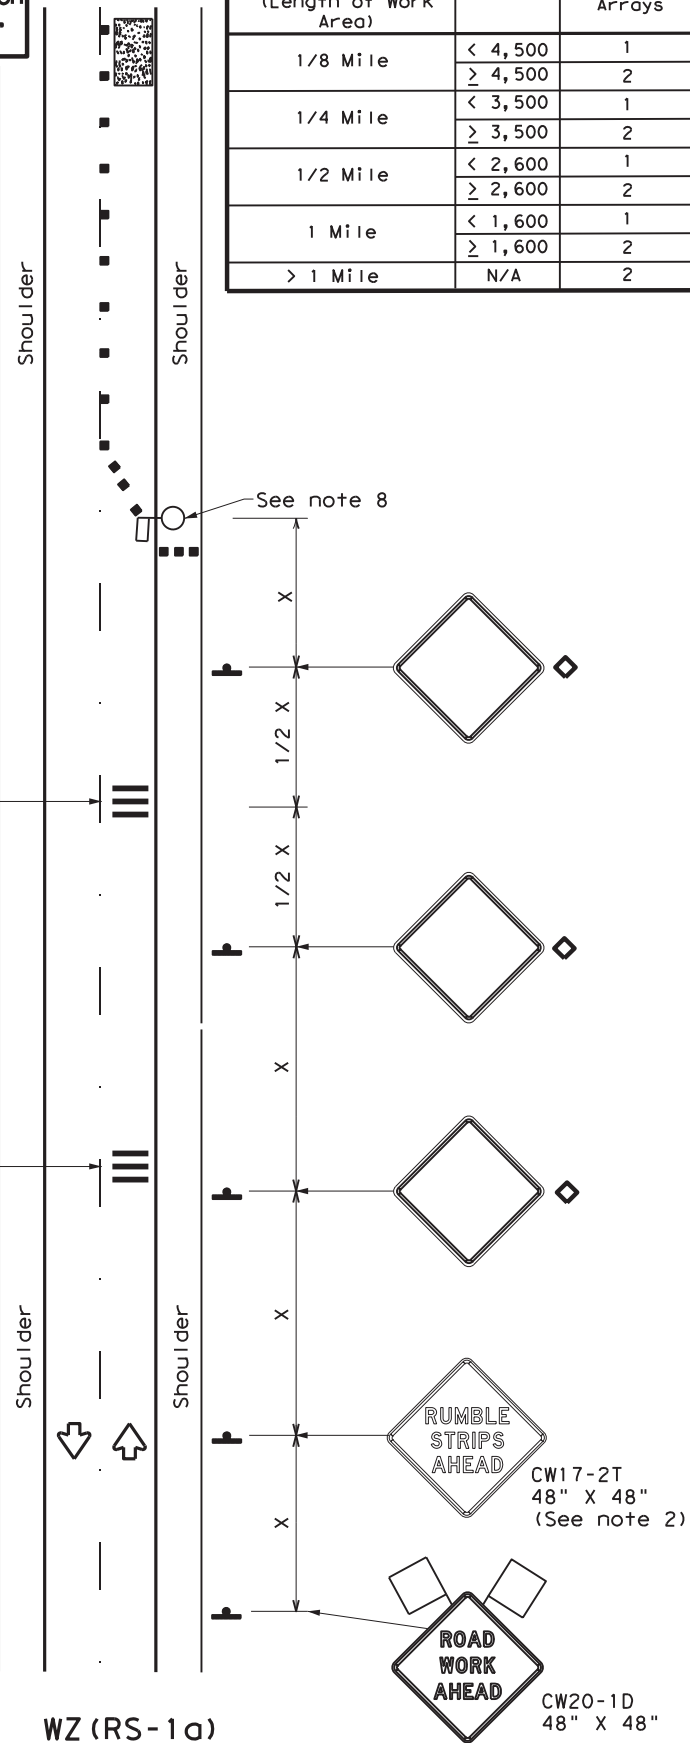 (Length of Work
Area)
Arrays
1/8 Mile
< 4,500
1
≥ 4,500
2
1/4 Mile
< 3,500
1
≥ 3,500
2
1/2 Mile
< 2,600
1
≥ 2,600
2
1 Mile
< 1,600
1
≥ 1,600
2
> 1 Mile
N/A
2
Shoulder
Shoulder
See note 8
X
1/2 X
1/2 X
X
X
Shoulder
Shoulder
RUMBLE
STRIPS
AHEAD
CW17-2T
48" X 48"
(See note 2)
X
ROAD
WORK
AHEAD
CW20-1D
48" X 48"
WZ(RS-1a)